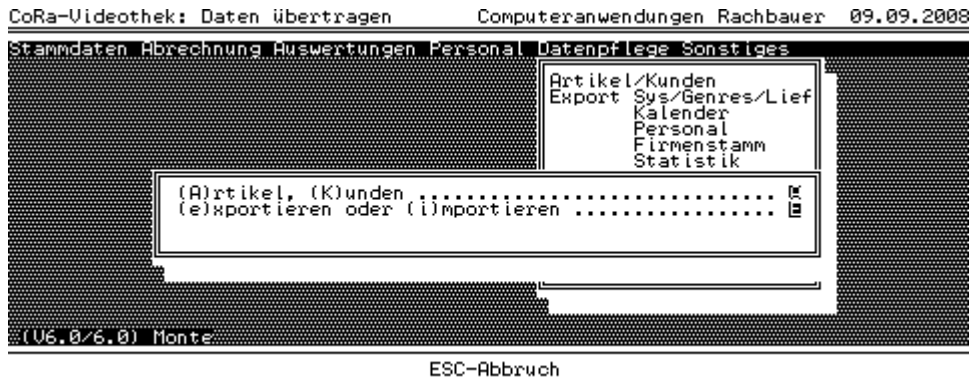 CoRa-Videothek: Daten übertragen Computeranwendungen Rachbauer 09.09.2008
Stammdaten Abrechnung Auswertungen Personal Datenpflege Sonstiges
Artikel/Kunden
Export Sys/Genres/Lief
Kalender
Personal
Firmenstamm
Statistik
(A)rtikel, (K)unden .................................. K
(e)xportieren oder (i)mportieren ................... e
(V6.0/6.0) Monte
ESC-Abbruch